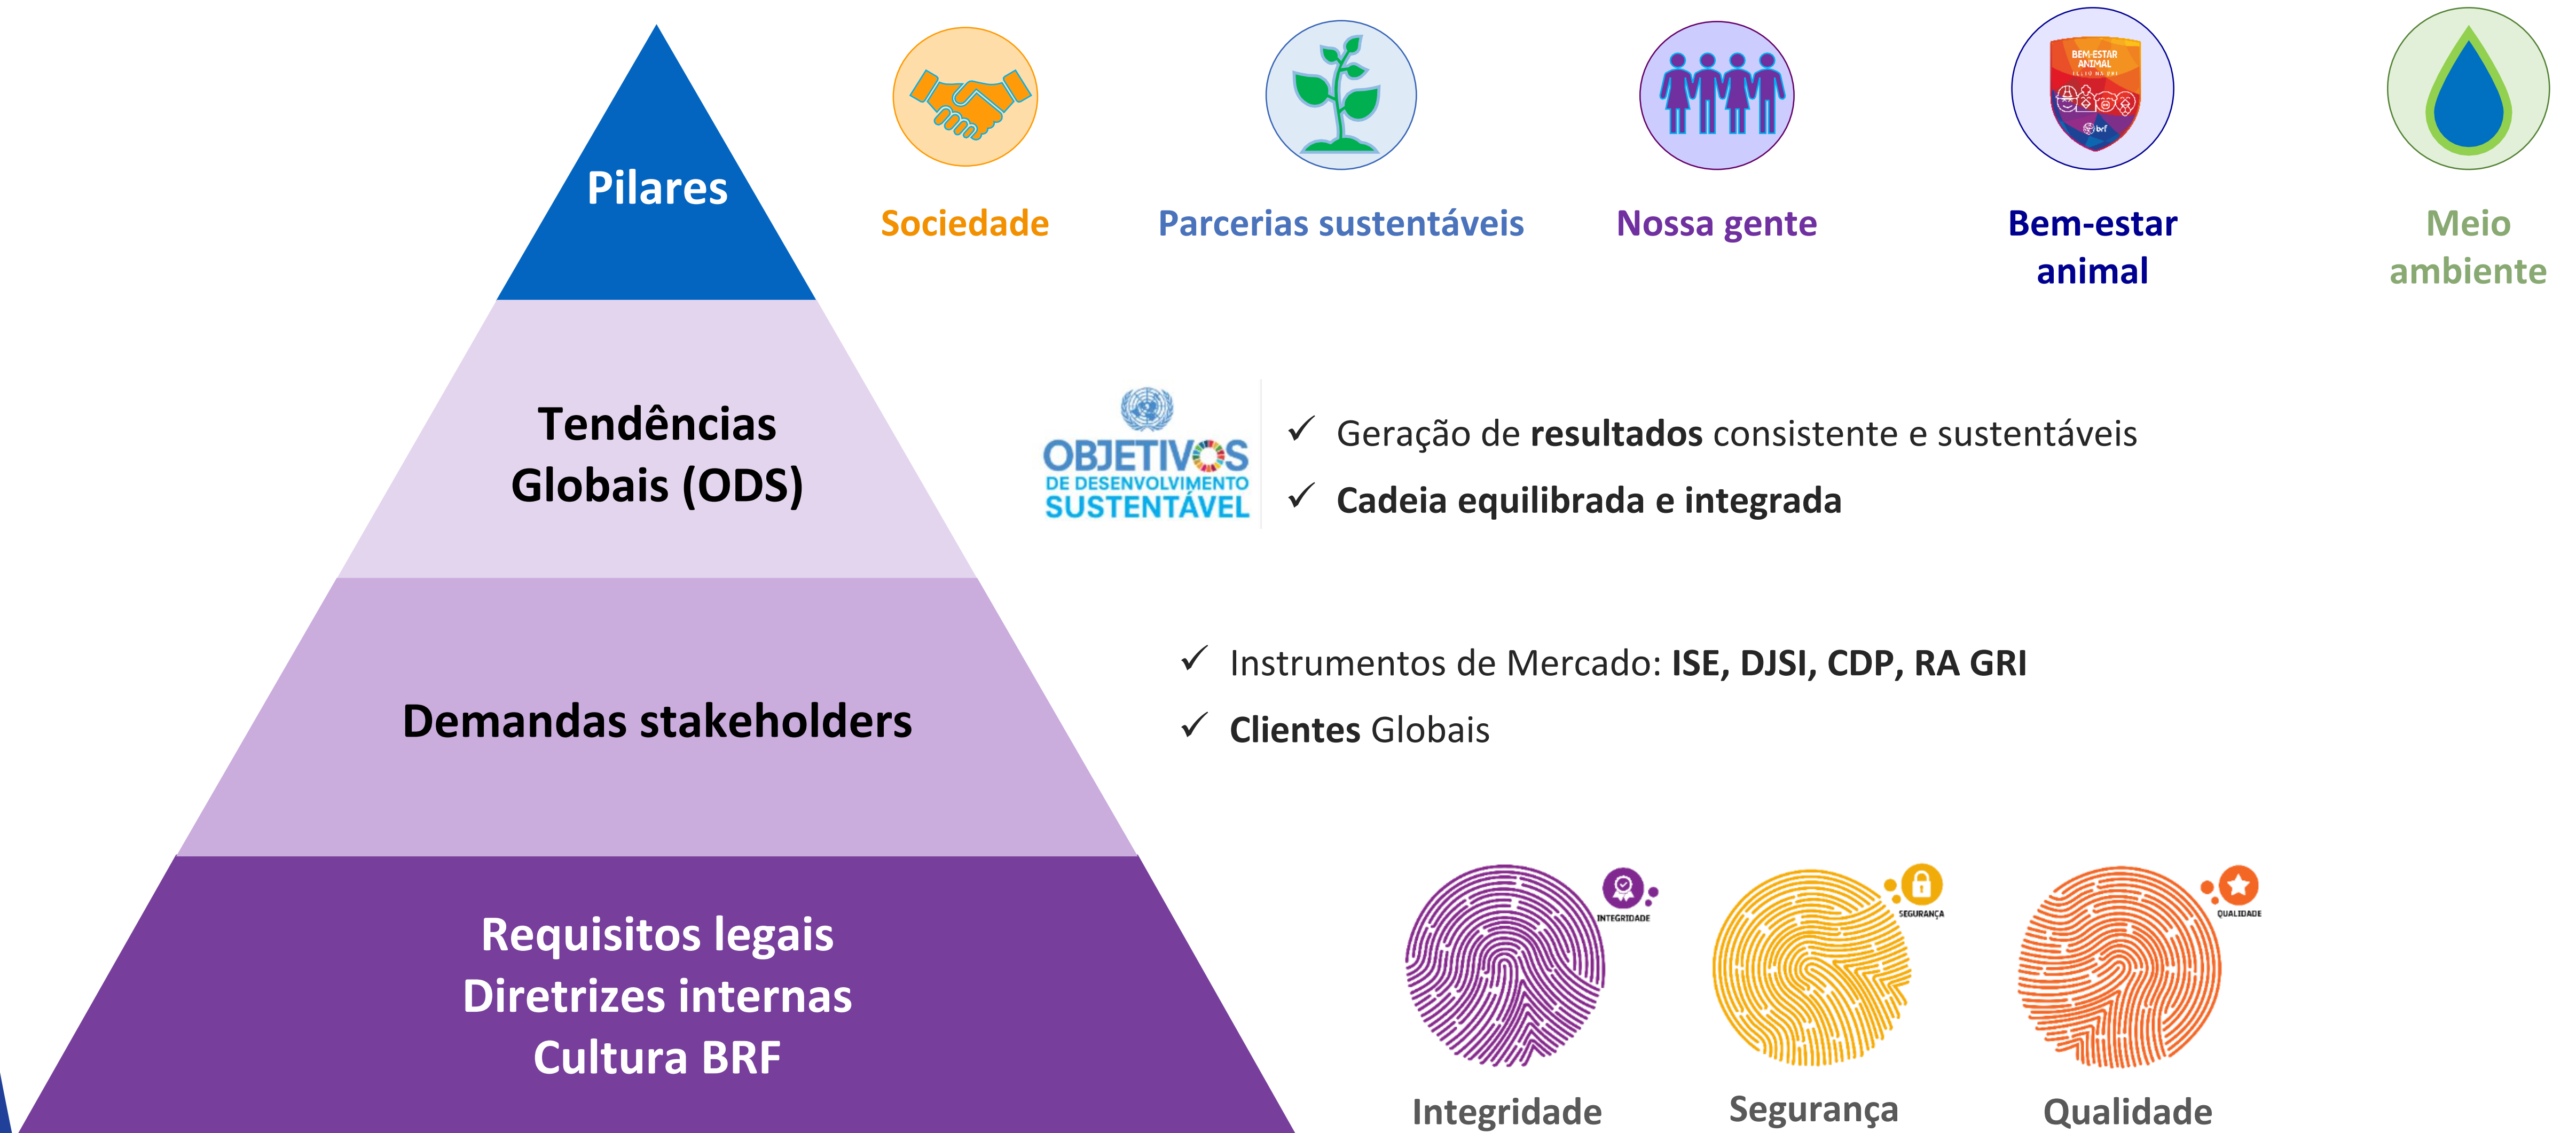 Pilares
BEM-ESTAR
ANIMAL
brf
Sociedade
Parcerias sustentáveis
Nossa gente
Bem-estar
animal
Meio
ambiente
Tendências
Globais (ODS)
OBJETIVOS
DE DESENVOLVIMENTO
SUSTENTÁVEL
✓ Geração de resultados consistente e sustentáveis
✓ Cadeia equilibrada e integrada
Demandas stakeholders
✓ Instrumentos de Mercado: ISE, DJSI, CDP, RA GRI
✓ Clientes Globais
Requisitos legais
Diretrizes internas
Cultura BRF
INTEGRIDADE
SEGURANÇA
QUALIDADE
Integridade
Segurança
Qualidade